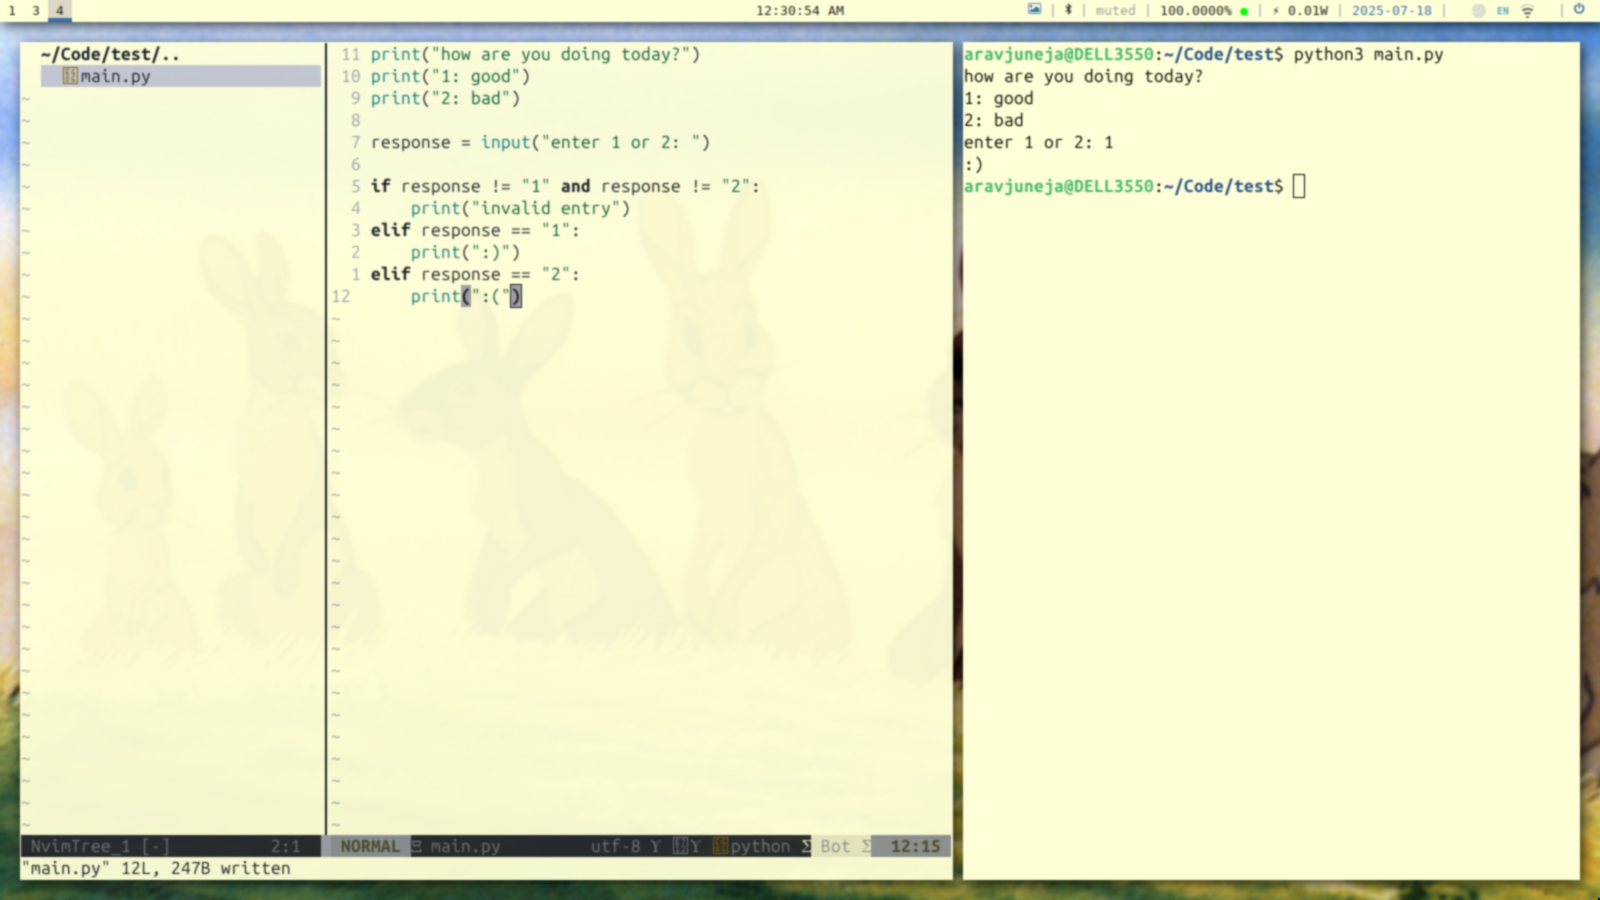 1 3 4 12:30:54 AM | | muted | 100.0000% ● | ⚡ 0.01W | 2025-07-18 | EN |
~/Code/test/..
main.py
11 print("how are you doing today?")
10 print("1: good")
9 print("2: bad")
8
7 response = input("enter 1 or 2: ")
6
5 if response != "1" and response != "2":
4     print("invalid entry")
3 elif response == "1":
2     print(":)")
1 elif response == "2":
12     print(":(")
NvimTree_1 [-] 2:1 NORMAL main.py utf-8 python Bot 12:15
"main.py" 12L, 247B written
aravjuneja@DELL3550:~/Code/test$ python3 main.py
how are you doing today?
1: good
2: bad
enter 1 or 2: 1
:)
aravjuneja@DELL3550:~/Code/test$